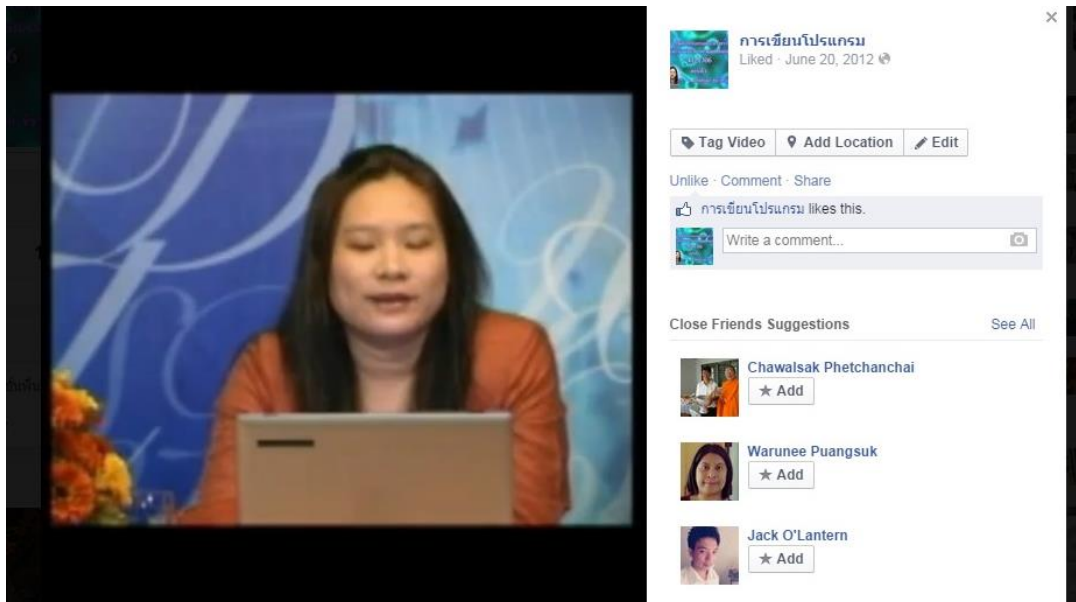 การเขียนโปรแกรม
Liked · June 20, 2012
Tag Video
Add Location
Edit
Unlike · Comment · Share
การเขียนโปรแกรม likes this.
Write a comment...
Close Friends Suggestions
See All
Chawalsak Phetchanchai
Add
Warunee Puangsuk
Add
Jack O'Lantern
Add